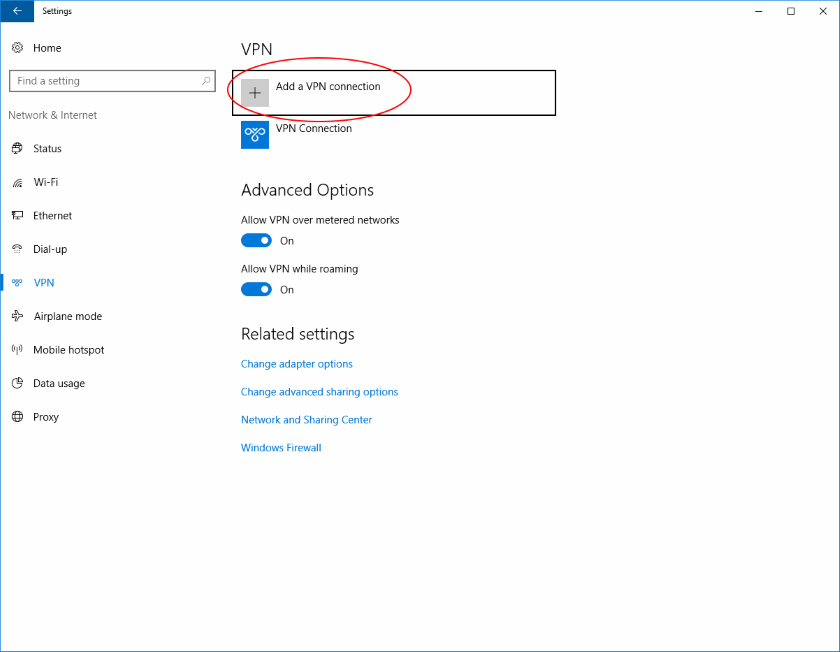 Settings
Home
Find a setting
Network & Internet
Status
Wi-Fi
Ethernet
Dial-up
VPN
Airplane mode
Mobile hotspot
Data usage
Proxy
VPN
Add a VPN connection
VPN Connection
Advanced Options
Allow VPN over metered networks
On
Allow VPN while roaming
On
Related settings
Change adapter options
Change advanced sharing options
Network and Sharing Center
Windows Firewall